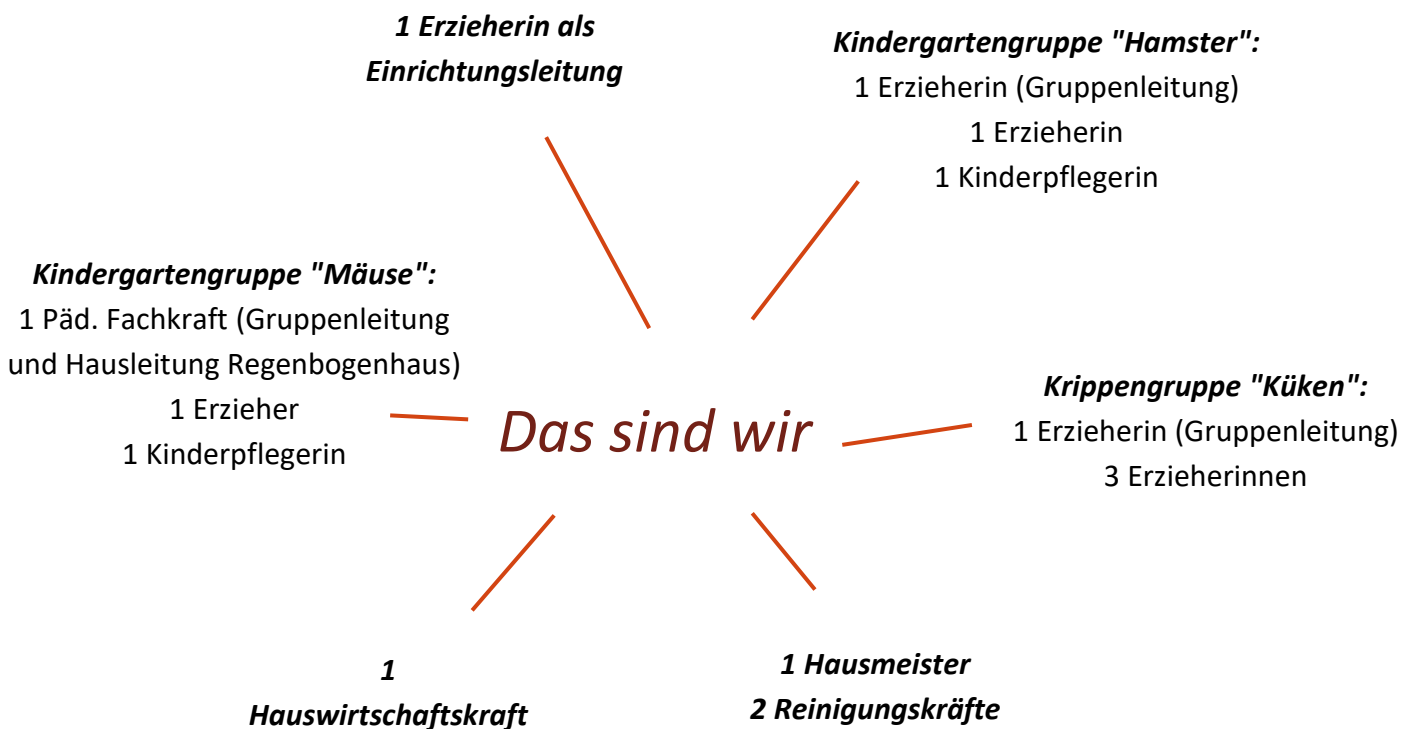 1 Erzieherin als
Einrichtungsleitung
Kindergartengruppe "Hamster":
1 Erzieherin (Gruppenleitung)
1 Erzieherin
1 Kinderpflegerin
Kindergartengruppe "Mäuse":
1 Päd. Fachkraft (Gruppenleitung
und Hausleitung Regenbogenhaus)
1 Erzieher
1 Kinderpflegerin
Das sind wir
Krippengruppe "Küken":
1 Erzieherin (Gruppenleitung)
3 Erzieherinnen
1
Hauswirtschaftskraft
1 Hausmeister
2 Reinigungskräfte